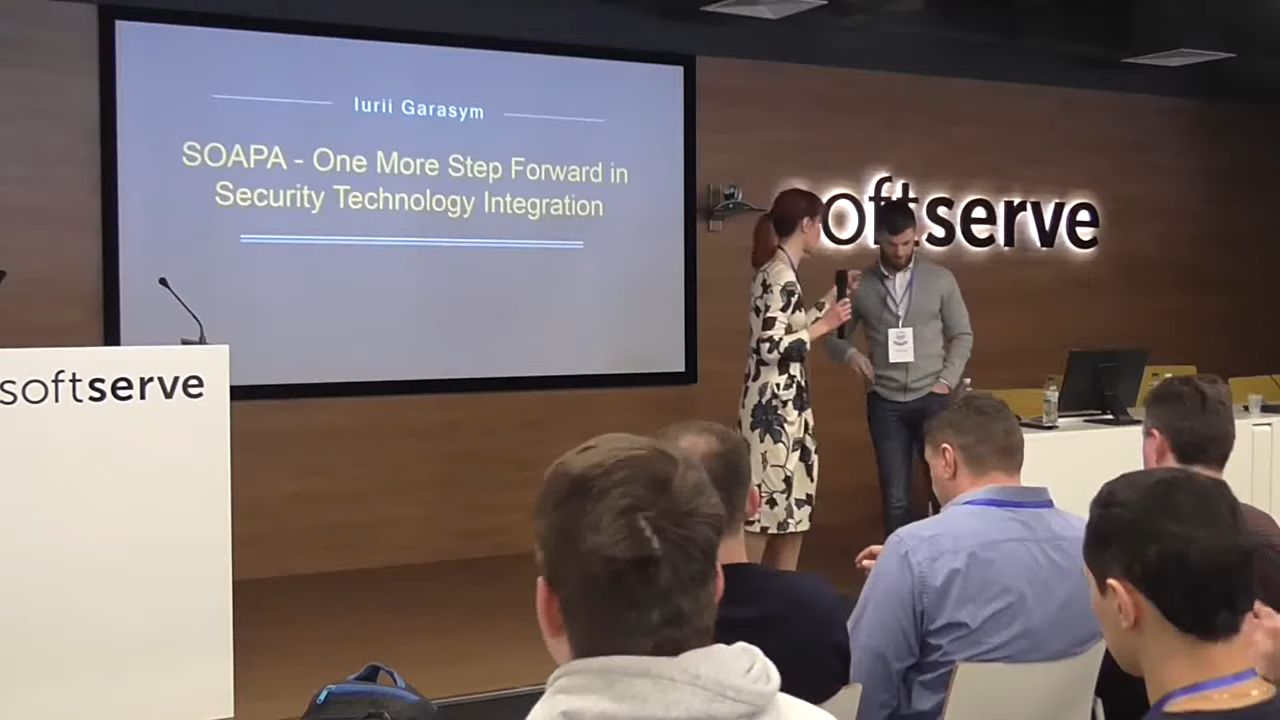 Iurii Garasym
SOAPA - One More Step Forward in
Security Technology Integration
softserve
softserve